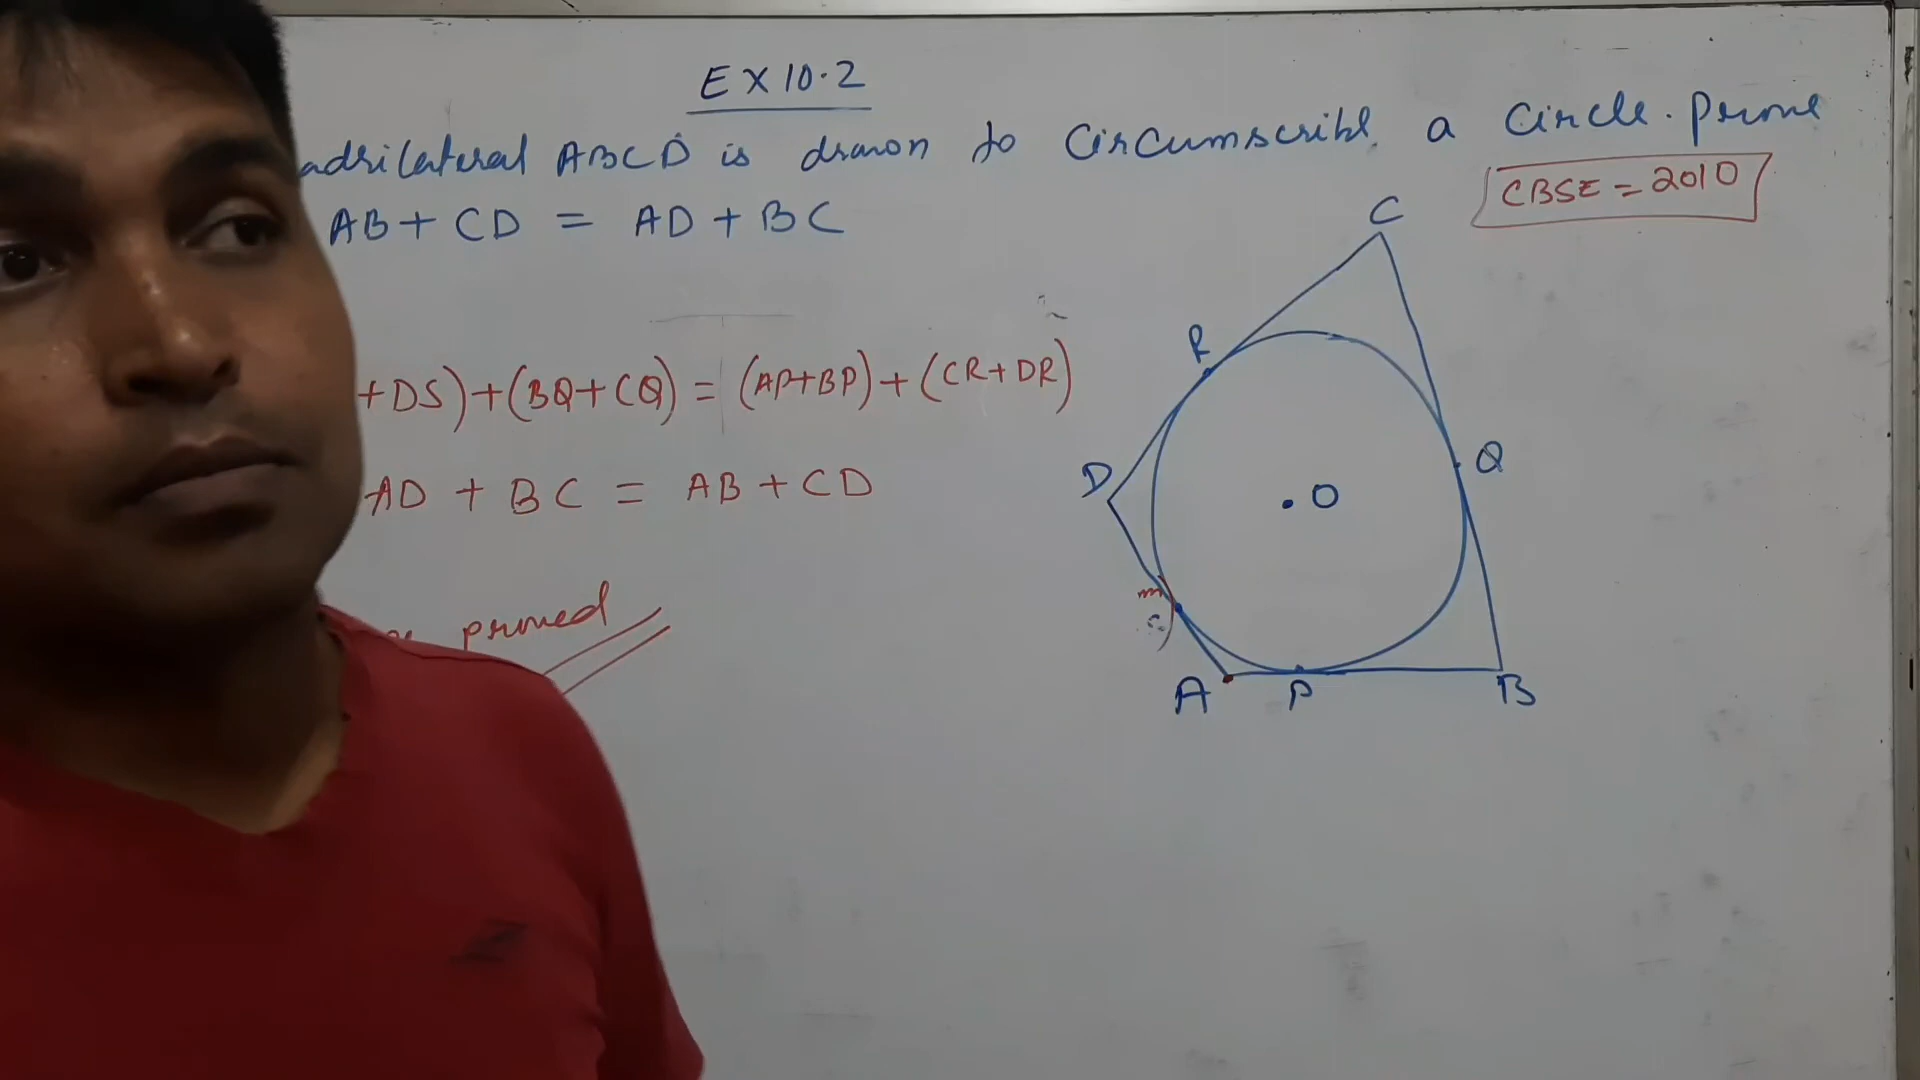 EX 10.2
adrilateral ABCD is drawn to Circumscribe a Circle. Prove
CBSE = 2010
AB + CD = AD + BC
+DS) + (BQ + CQ) = (AP + BP) + (CR + DR)
AD + BC = AB + CD
proved
C
R
Q
D
. O
A P B